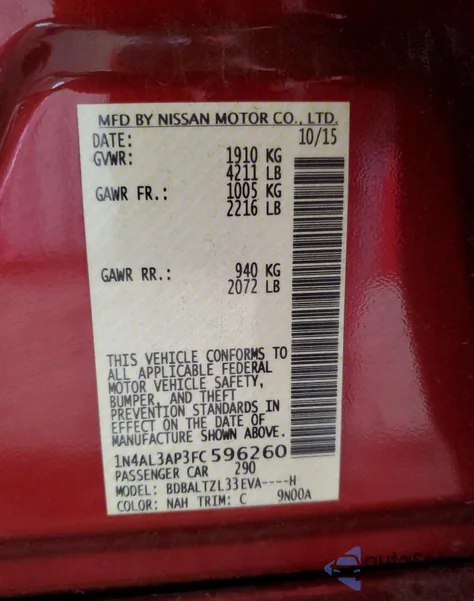 MFD BY NISSAN MOTOR CO., LTD.
DATE: 10/15
GVWR: 1910 KG
4211 LB
GAWR FR.: 1005 KG
2216 LB
GAWR RR.: 940 KG
2072 LB
THIS VEHICLE CONFORMS TO
ALL APPLICABLE FEDERAL
MOTOR VEHICLE SAFETY,
BUMPER, AND THEFT
PREVENTION STANDARDS IN
EFFECT ON THE DATE OF
MANUFACTURE SHOWN ABOVE.
1N4AL3AP3FC596260
PASSENGER CAR 290
MODEL: BDBALTZL33EVA----H
COLOR: NAH TRIM: C 9N00A